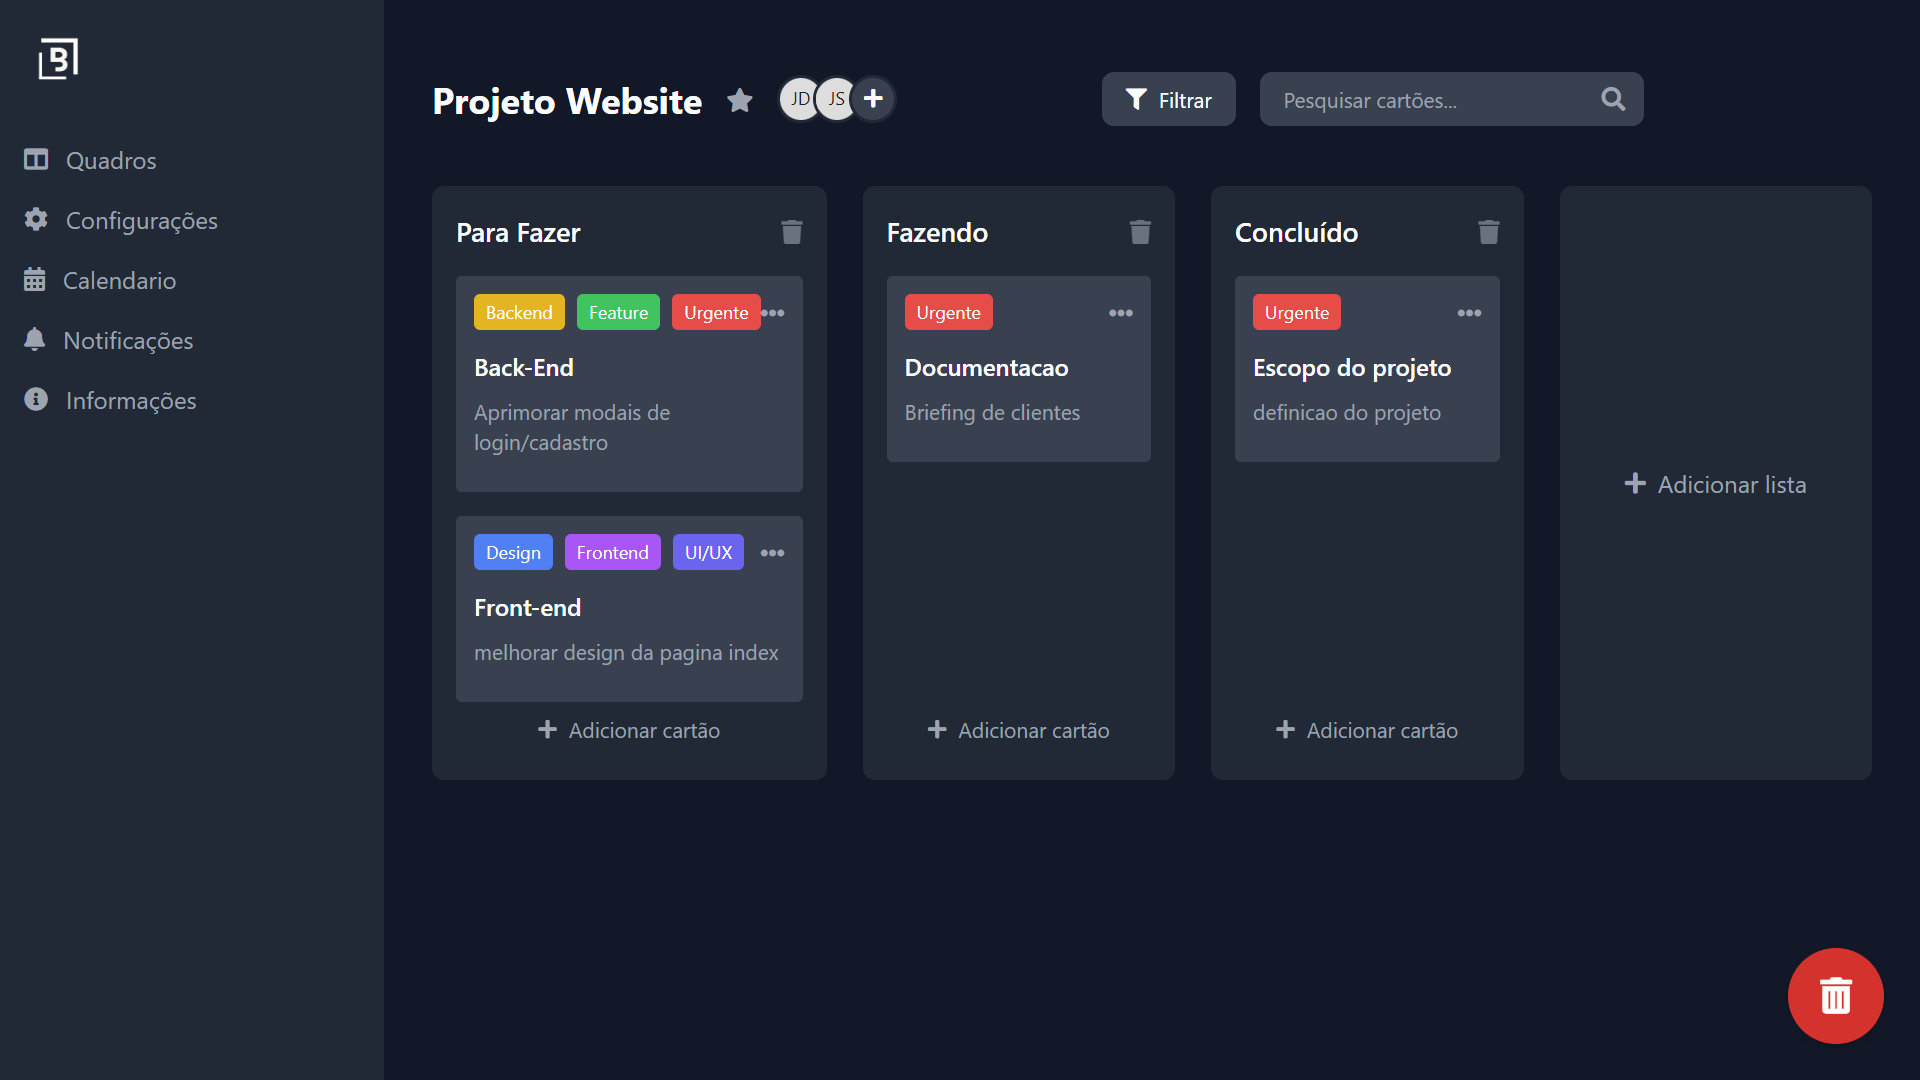 B
Quadros
Configurações
Calendario
Notificações
Informações
Projeto Website
JD
JS
Filtrar
Pesquisar cartões...
Para Fazer
Backend
Feature
Urgente
Back-End
Aprimorar modais de
login/cadastro
Design
Frontend
UI/UX
Front-end
melhorar design da pagina index
Adicionar cartão
Fazendo
Urgente
Documentacao
Briefing de clientes
Adicionar cartão
Concluído
Urgente
Escopo do projeto
definicao do projeto
Adicionar cartão
Adicionar lista